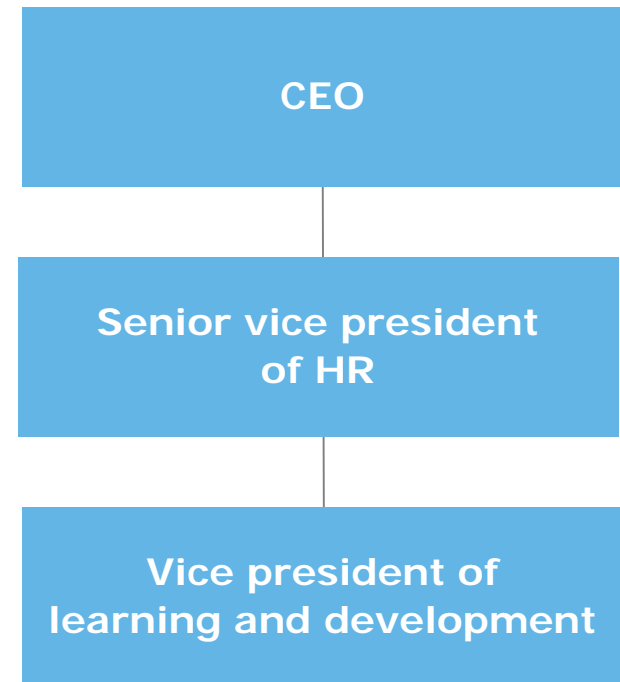 CEO
Senior vice president
of HR
Vice president of
learning and development